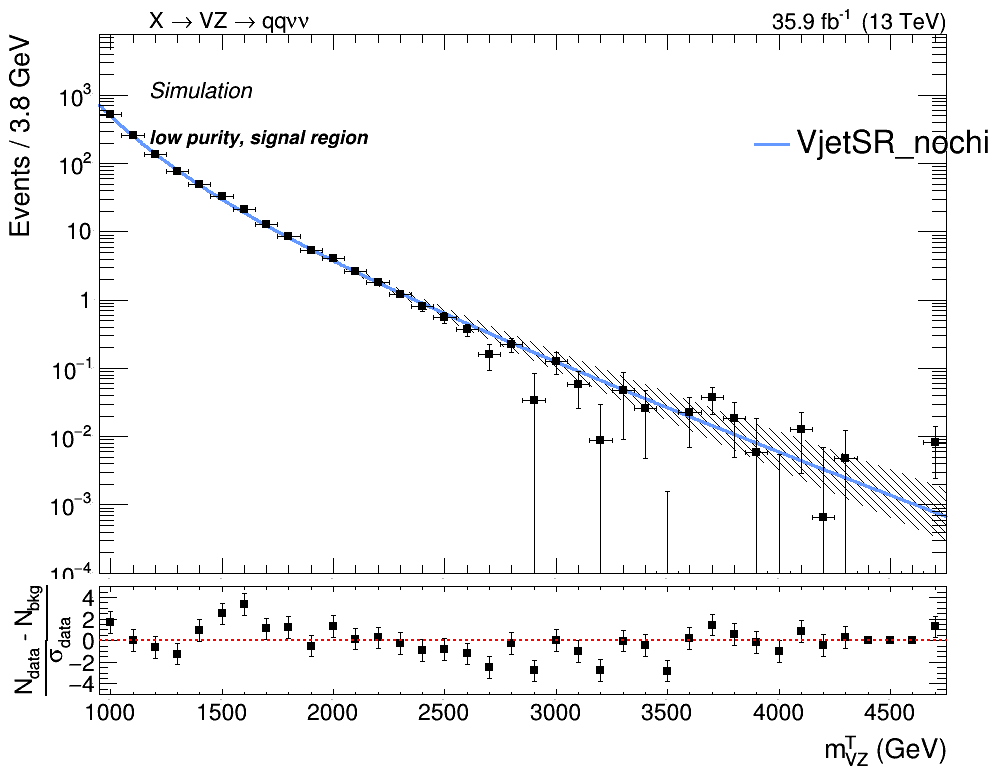 X → VZ → qqνν
35.9 fb⁻¹ (13 TeV)
Events / 3.8 GeV
Simulation
low purity, signal region
VjetSR_nochi
10³
10²
10
1
10⁻¹
10⁻²
10⁻³
10⁻⁴
N_data - N_bkg
σ_data
4
2
0
−2
−4
1000 1500 2000 2500 3000 3500 4000 4500
m^T_VZ (GeV)